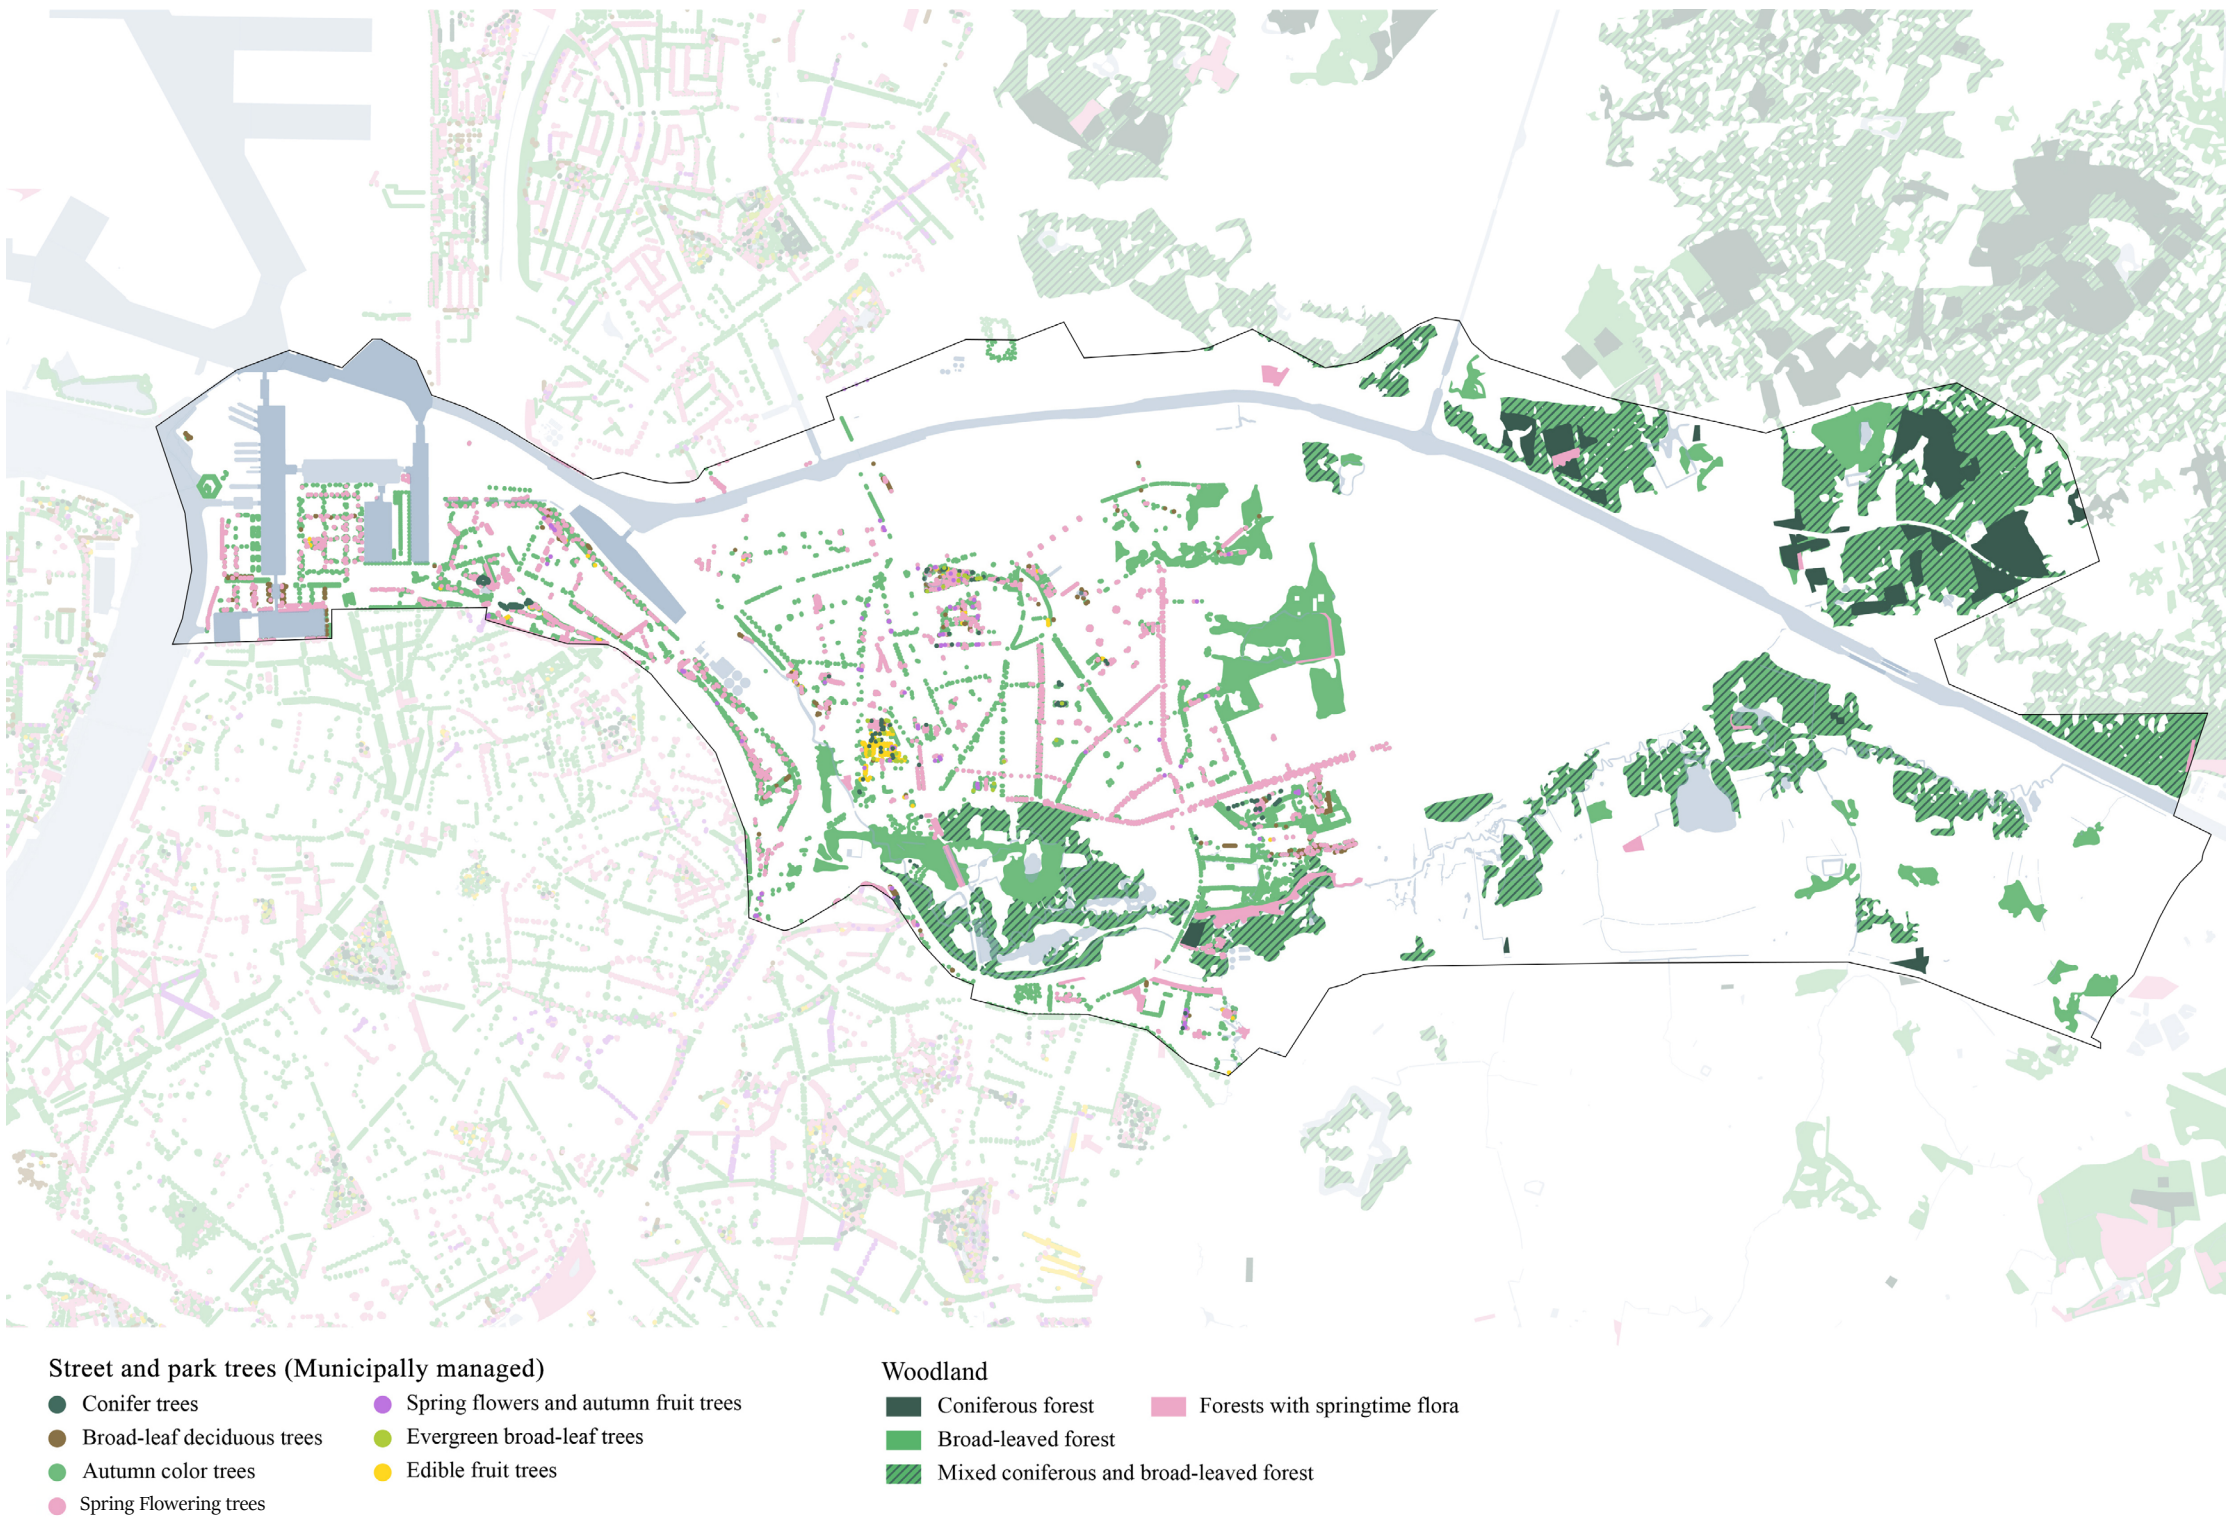 Street and park trees (Municipally managed)
Conifer trees
Broad-leaf deciduous trees
Autumn color trees
Spring Flowering trees
Spring flowers and autumn fruit trees
Evergreen broad-leaf trees
Edible fruit trees
Woodland
Coniferous forest
Broad-leaved forest
Mixed coniferous and broad-leaved forest
Forests with springtime flora